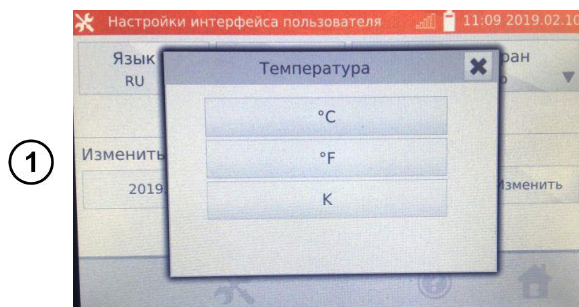 Настройки интерфейса пользователя 11:09 2019.02.10
Язык
RU
Температура
°C
°F
K
Изменить
2019
Изменить
1